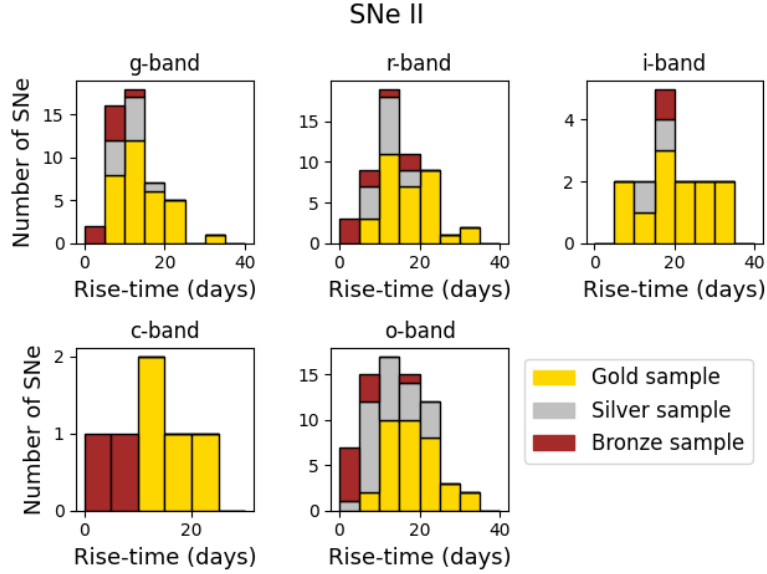 SNe II
g-band
r-band
i-band
Number of SNe
0
5
10
15
0
20
40
Rise-time (days)
0
5
10
15
0
20
40
Rise-time (days)
0
2
4
0
20
40
Rise-time (days)
c-band
o-band
Number of SNe
0
1
2
0
20
Rise-time (days)
0
5
10
15
0
20
40
Rise-time (days)
Gold sample
Silver sample
Bronze sample